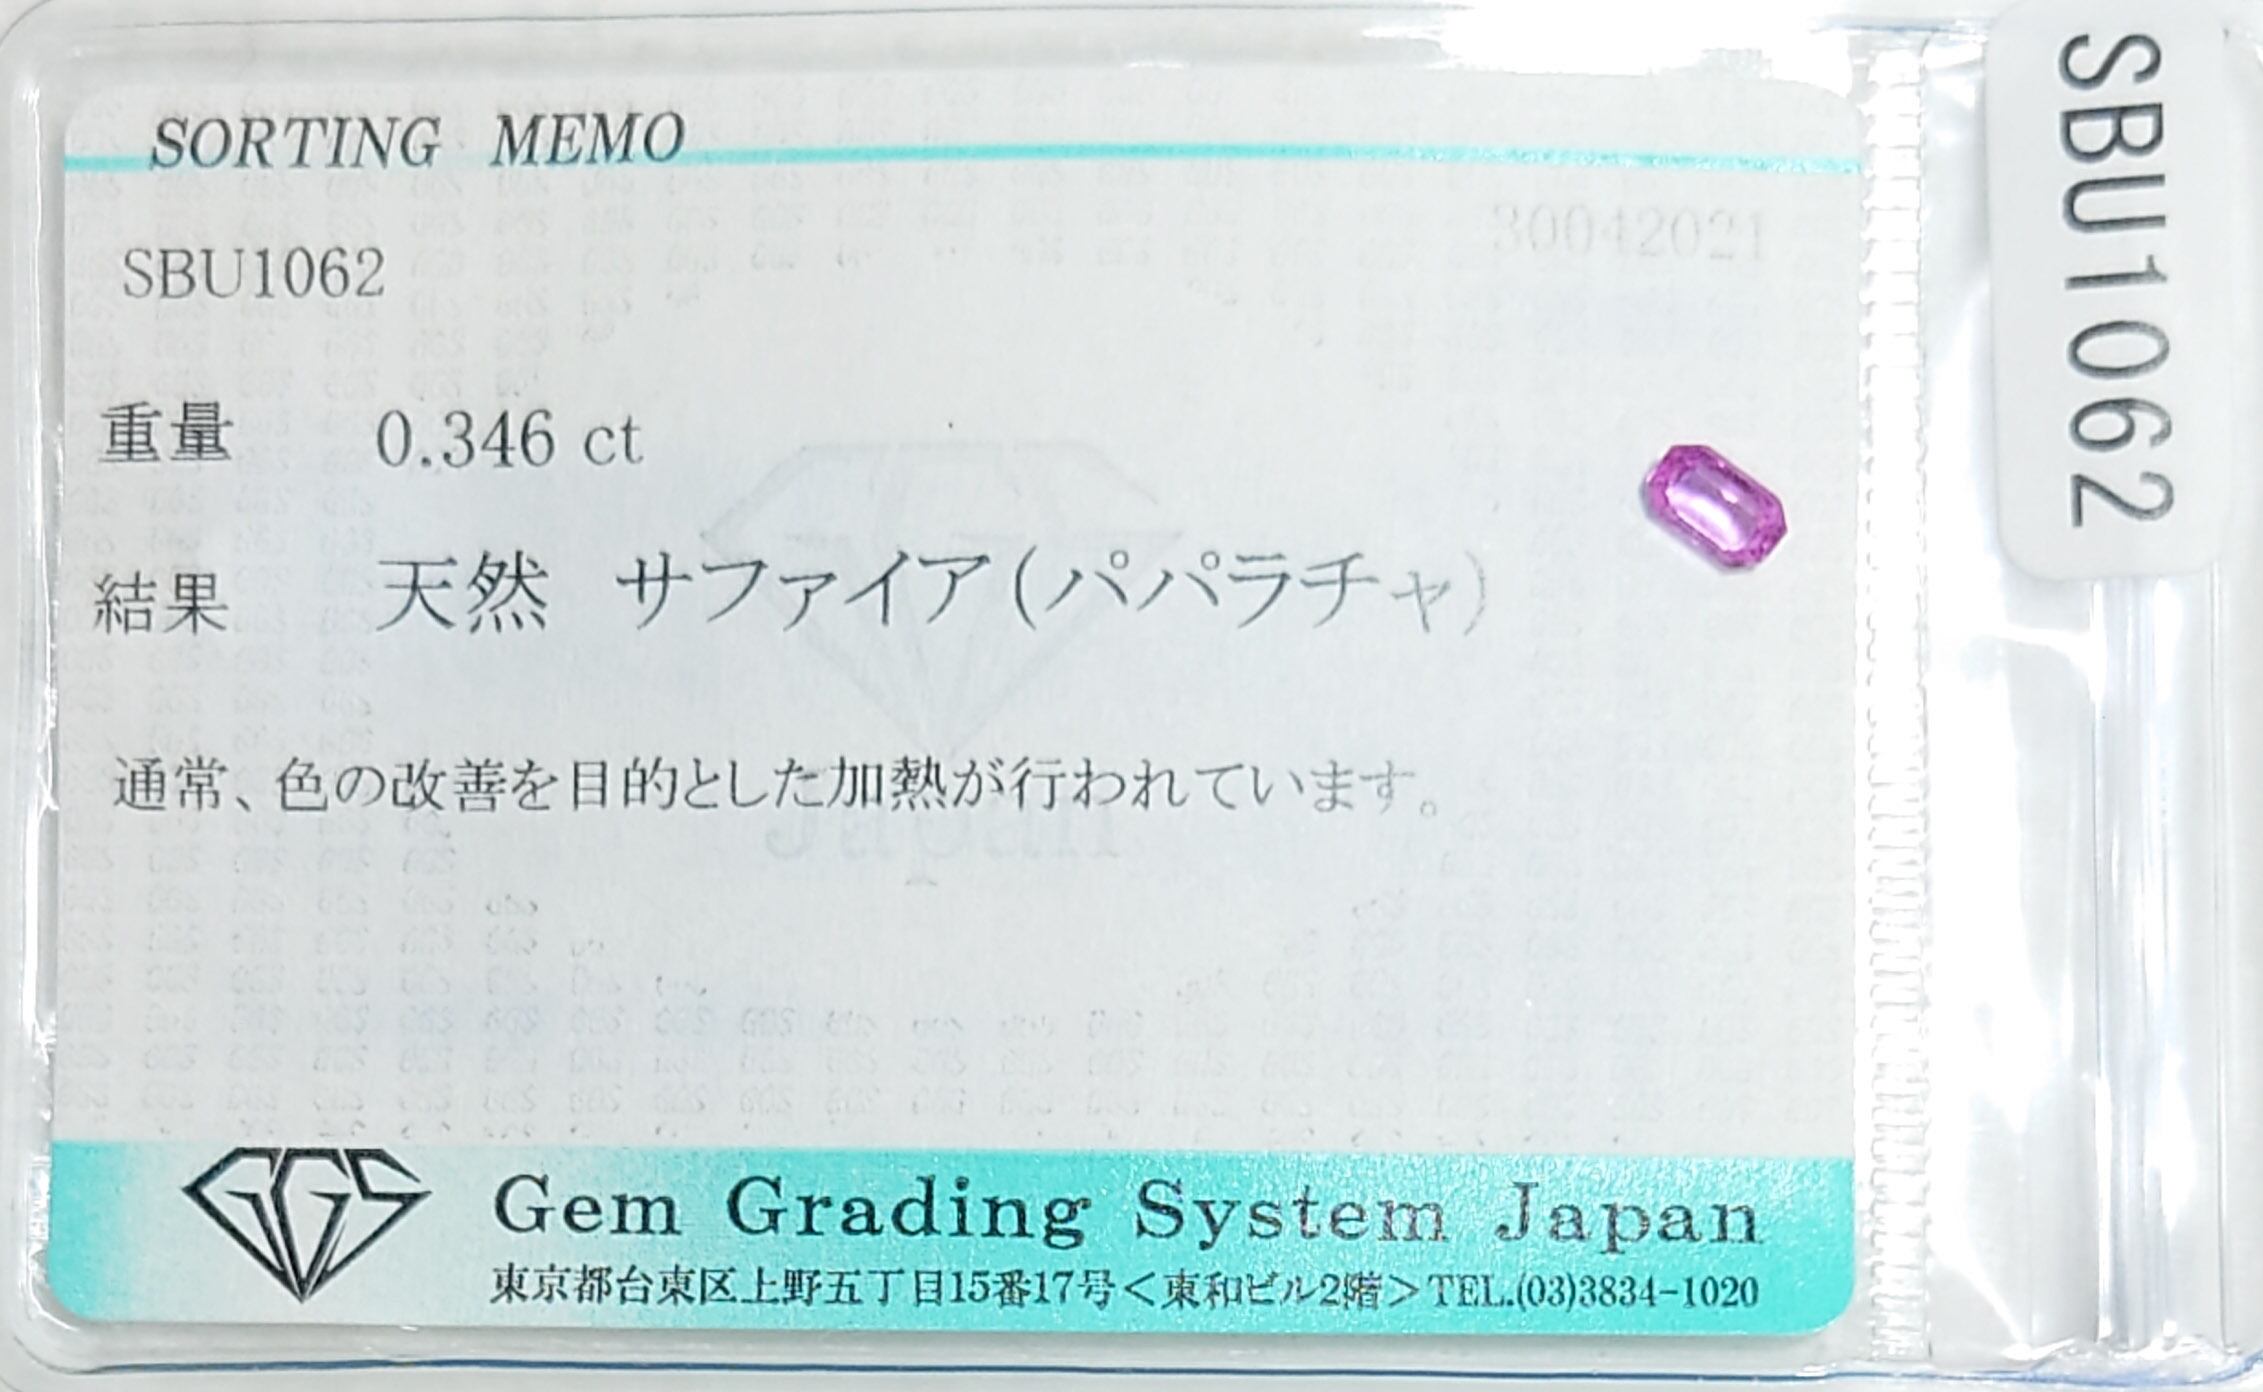 SORTING MEMO
30042021
SBU1062
重量 0.346 ct
結果 天然 サファイア(パパラチャ)
通常、色の改善を目的とした加熱が行われています。
GGS
Gem Grading System Japan
東京都台東区上野五丁目15番17号<東和ビル2階>TEL.(03)3834-1020
SBU1062